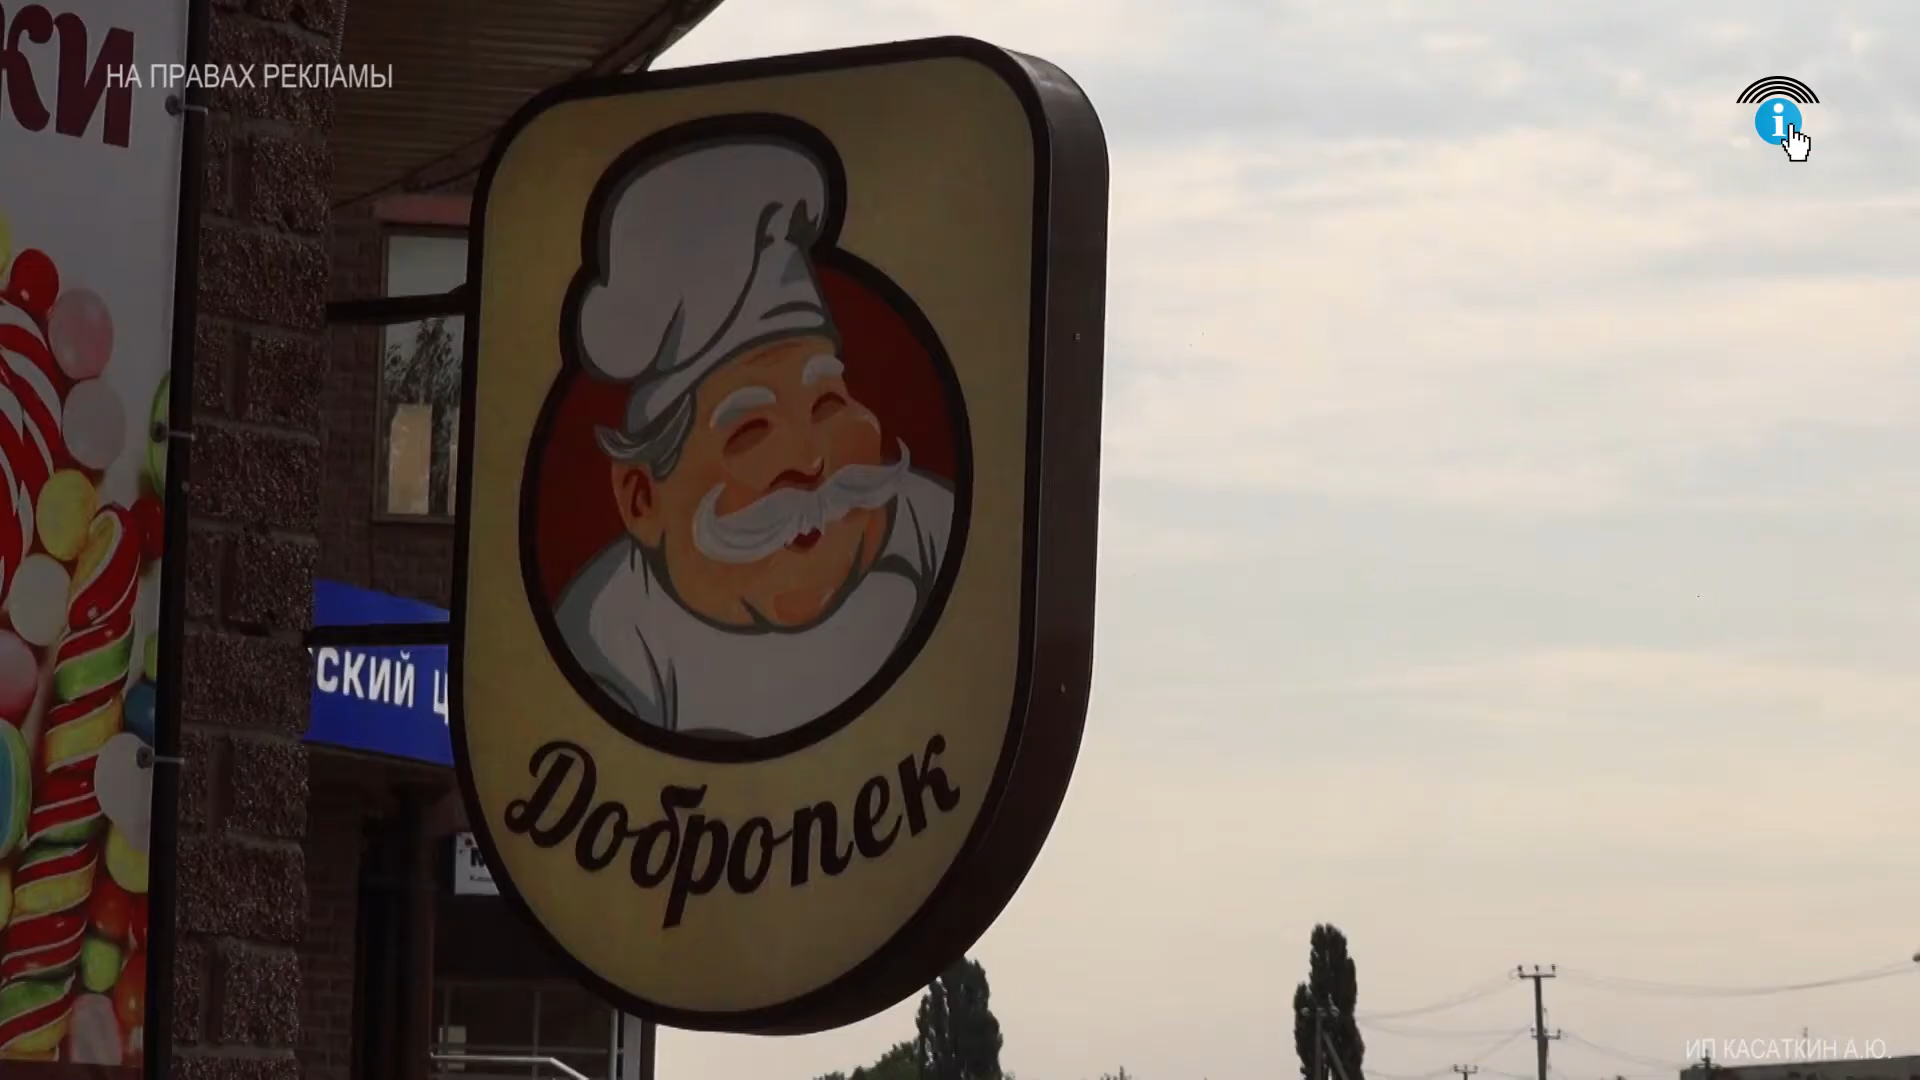 ки
НА ПРАВАХ РЕКЛАМЫ
i
ский ц
Добропек
ИП КАСАТКИН А.Ю.